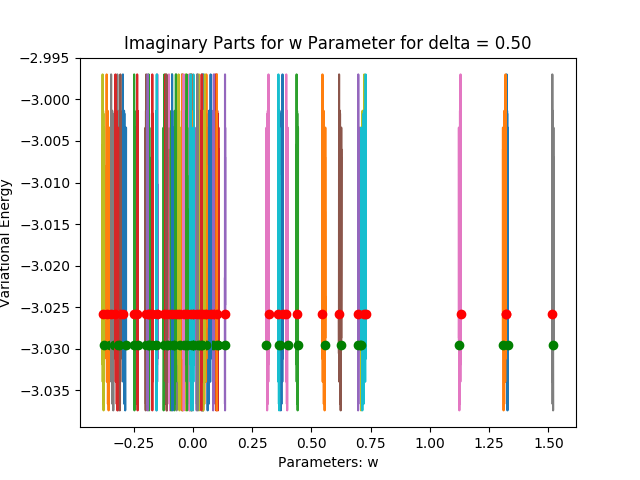 Imaginary Parts for w Parameter for delta = 0.50
Variational Energy
−2.995
−3.000
−3.005
−3.010
−3.015
−3.020
−3.025
−3.030
−3.035
−0.25 0.00 0.25 0.50 0.75 1.00 1.25 1.50
Parameters: w